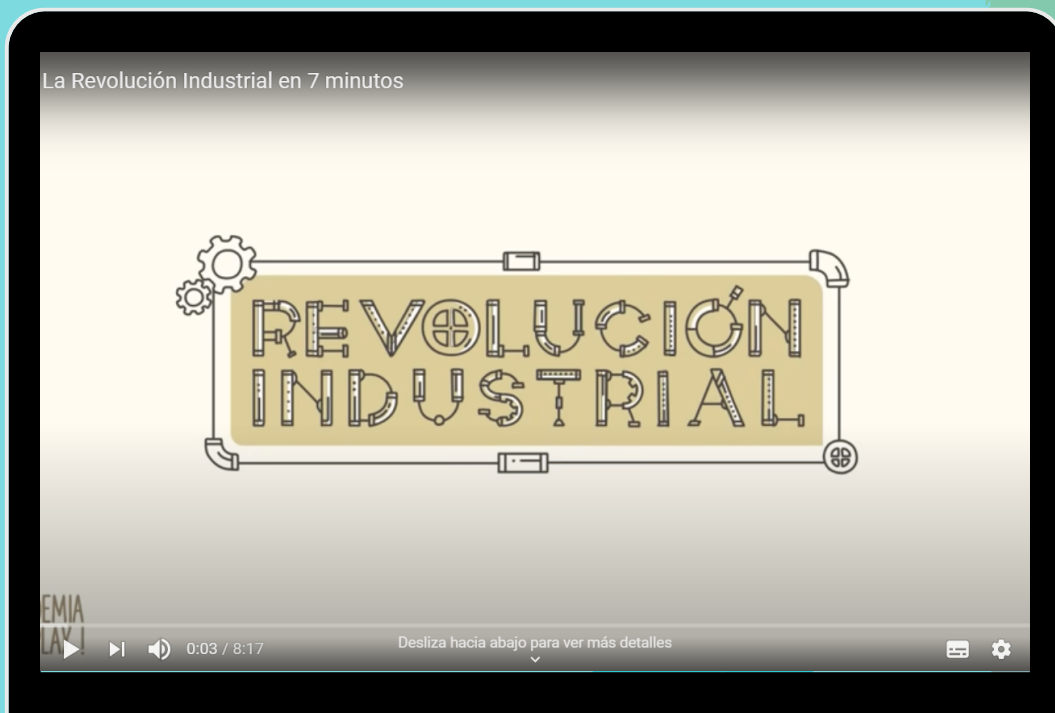 La Revolución Industrial en 7 minutos
REVOLUCIÓN
INDUSTRIAL
EMIA
LAY !
0:03 / 8:17
Desliza hacia abajo para ver más detalles